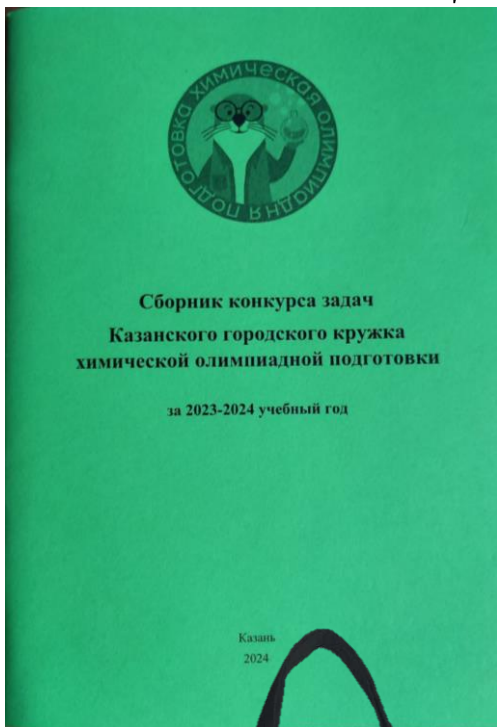 ХИМИЧЕСКАЯ ОЛИМПИАДНАЯ ПОДГОТОВКА
Сборник конкурса задач
Казанского городского кружка
химической олимпиадной подготовки
за 2023-2024 учебный год
Казань
2024